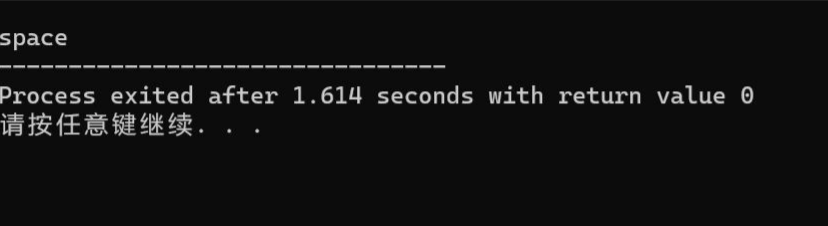 space
--------------------------------
Process exited after 1.614 seconds with return value 0
请按任意键继续. . .